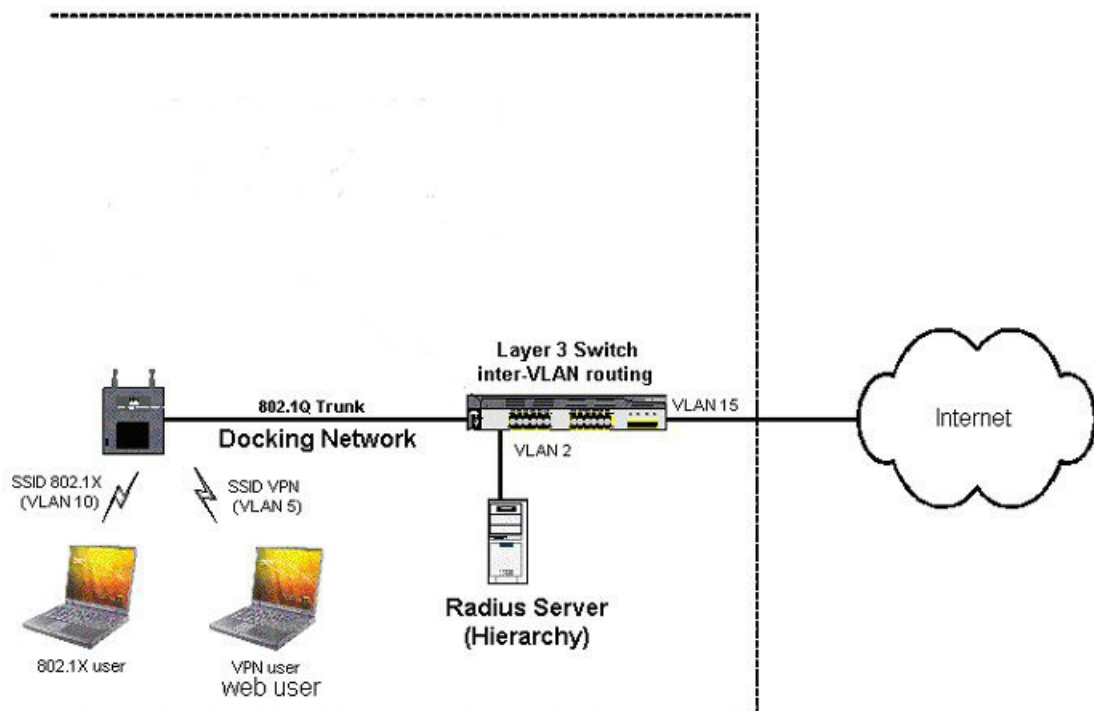 Layer 3 Switch
inter-VLAN routing
802.1Q Trunk
VLAN 15
Docking Network
Internet
VLAN 2
SSID 802.1X
(VLAN 10)
SSID VPN
(VLAN 5)
Radius Server
(Hierarchy)
802.1X user
VPN user
web user